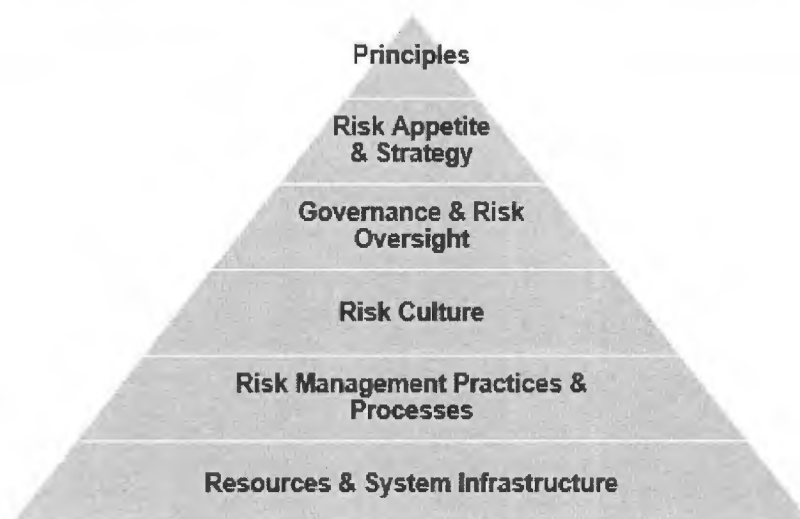 Principles
Risk Appetite
& Strategy
Governance & Risk
Oversight
Risk Culture
Risk Management Practices &
Processes
Resources & System Infrastructure